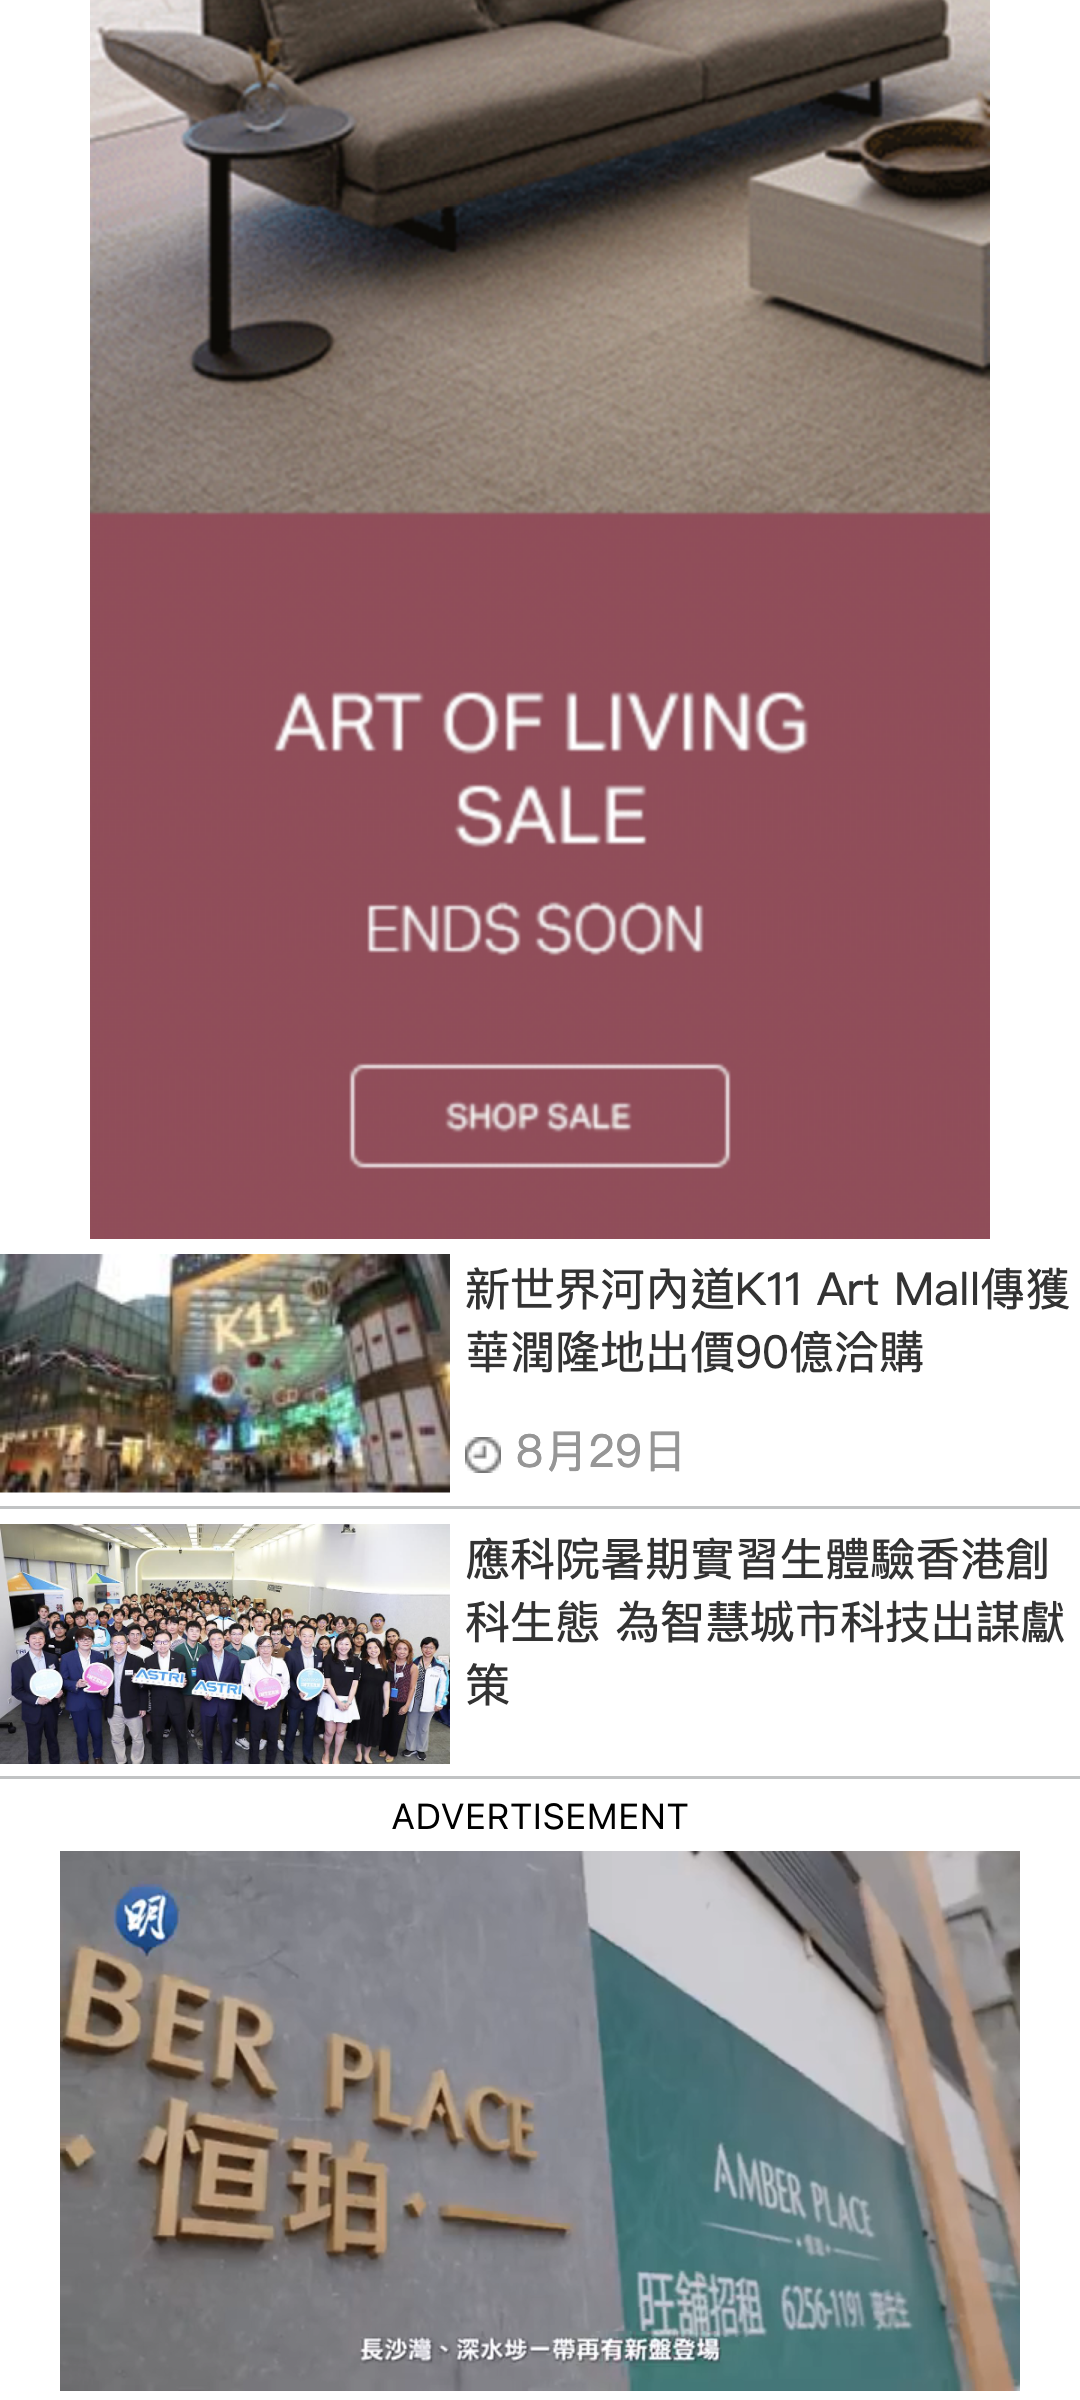 ART OF LIVING
SALE
ENDS SOON
SHOP SALE
K11
新世界河內道K11 Art Mall傳獲
華潤隆地出價90億洽購
8月29日
ASTRI
ASTRI
應科院暑期實習生體驗香港創
科生態 為智慧城市科技出謀獻
策
ADVERTISEMENT
明
BER PLACE
恒珀
AMBER PLACE
旺舖招租 6256-1191
長沙灣、深水埗一帶再有新盤登場